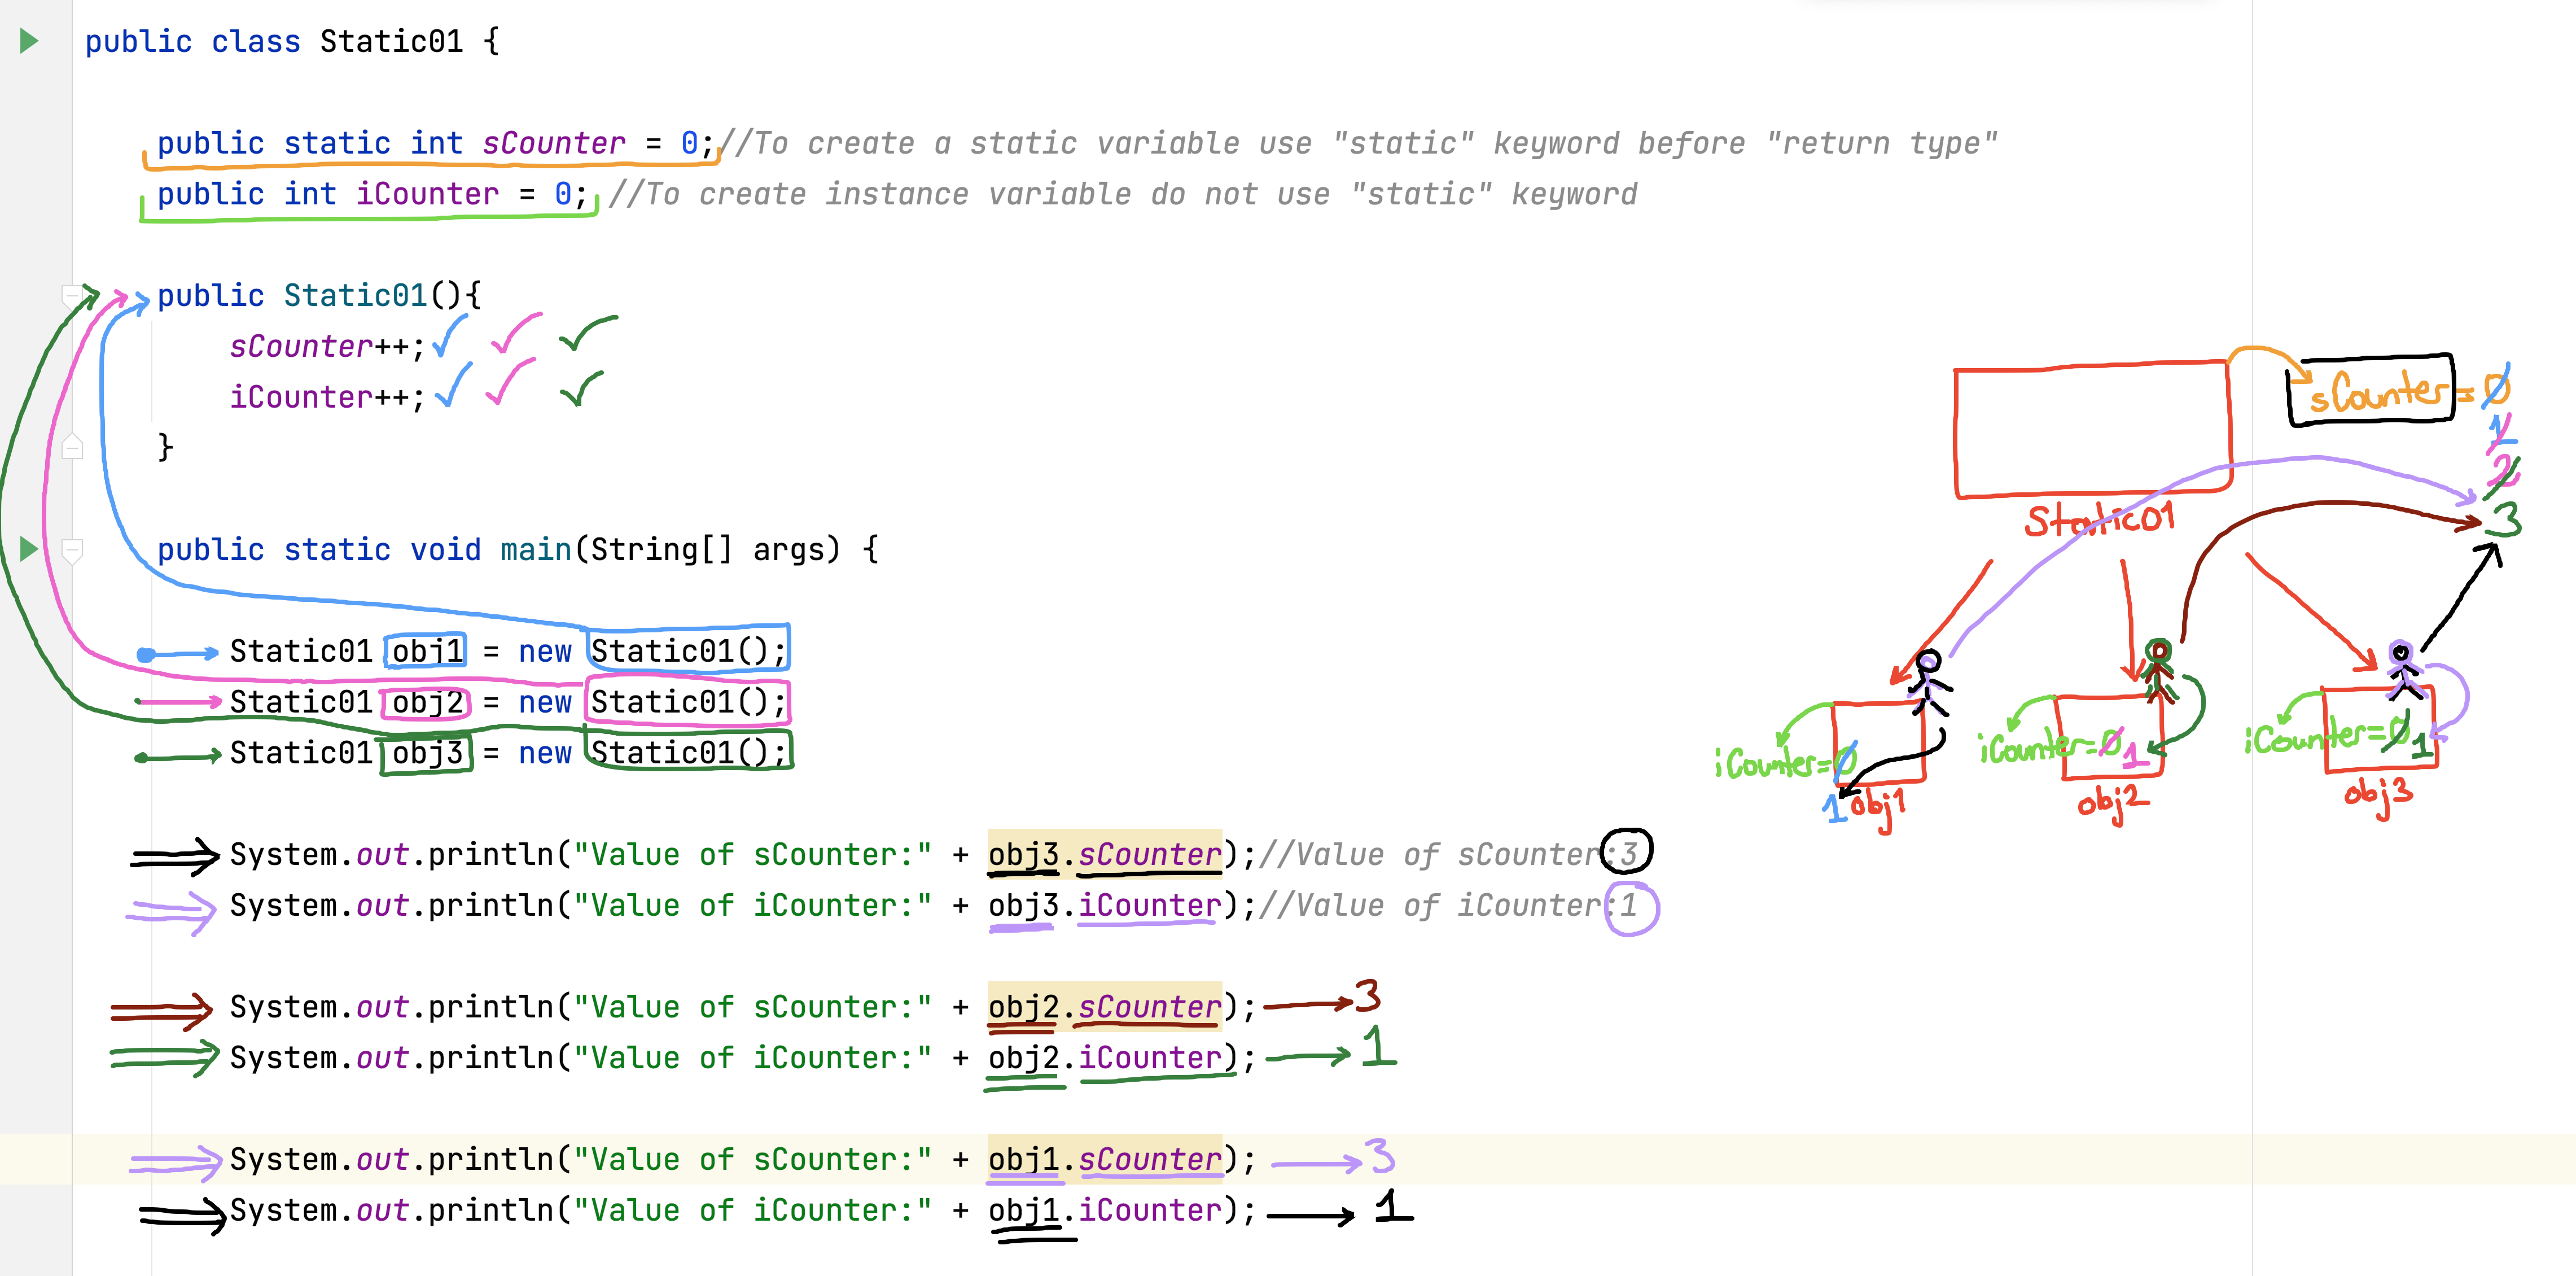 public class Static01 {
public static int sCounter = 0;//To create a static variable use "static" keyword before "return type"
public int iCounter = 0; //To create instance variable do not use "static" keyword
public Static01(){
sCounter++;
iCounter++;
}
public static void main(String[] args) {
Static01 obj1 = new Static01();
Static01 obj2 = new Static01();
Static01 obj3 = new Static01();
System.out.println("Value of sCounter:" + obj3.sCounter);//Value of sCounter:3
System.out.println("Value of iCounter:" + obj3.iCounter);//Value of iCounter:1
System.out.println("Value of sCounter:" + obj2.sCounter); 3
System.out.println("Value of iCounter:" + obj2.iCounter); 1
System.out.println("Value of sCounter:" + obj1.sCounter); 3
System.out.println("Value of iCounter:" + obj1.iCounter); 1
sCounter=0
1
2
3
Static01
iCounter=0
1
obj1
iCounter=0
1
obj2
iCounter=0
1
obj3